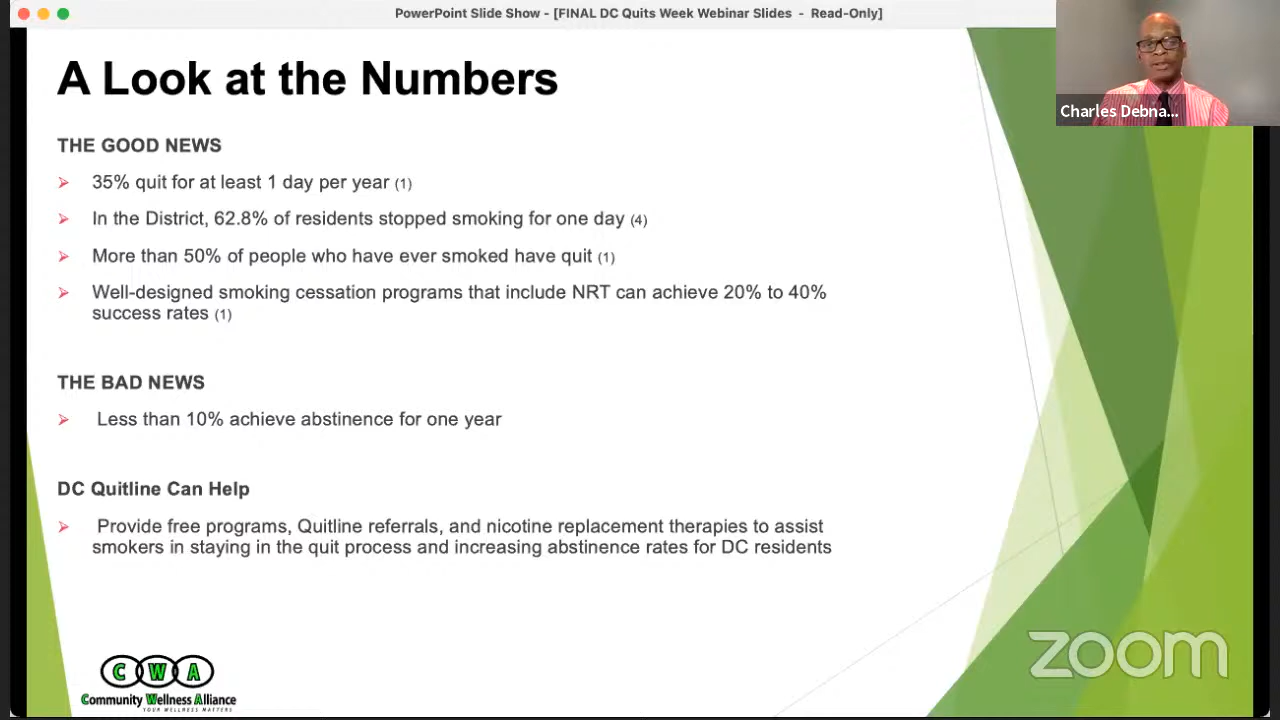 PowerPoint Slide Show - [FINAL DC Quits Week Webinar Slides - Read-Only]
A Look at the Numbers
Charles Debna...
THE GOOD NEWS
35% quit for at least 1 day per year (1)
In the District, 62.8% of residents stopped smoking for one day (4)
More than 50% of people who have ever smoked have quit (1)
Well-designed smoking cessation programs that include NRT can achieve 20% to 40%
success rates (1)
THE BAD NEWS
Less than 10% achieve abstinence for one year
DC Quitline Can Help
Provide free programs, Quitline referrals, and nicotine replacement therapies to assist
smokers in staying in the quit process and increasing abstinence rates for DC residents
zoom
C W A
Community Wellness Alliance
YOUR WELLNESS MATTERS